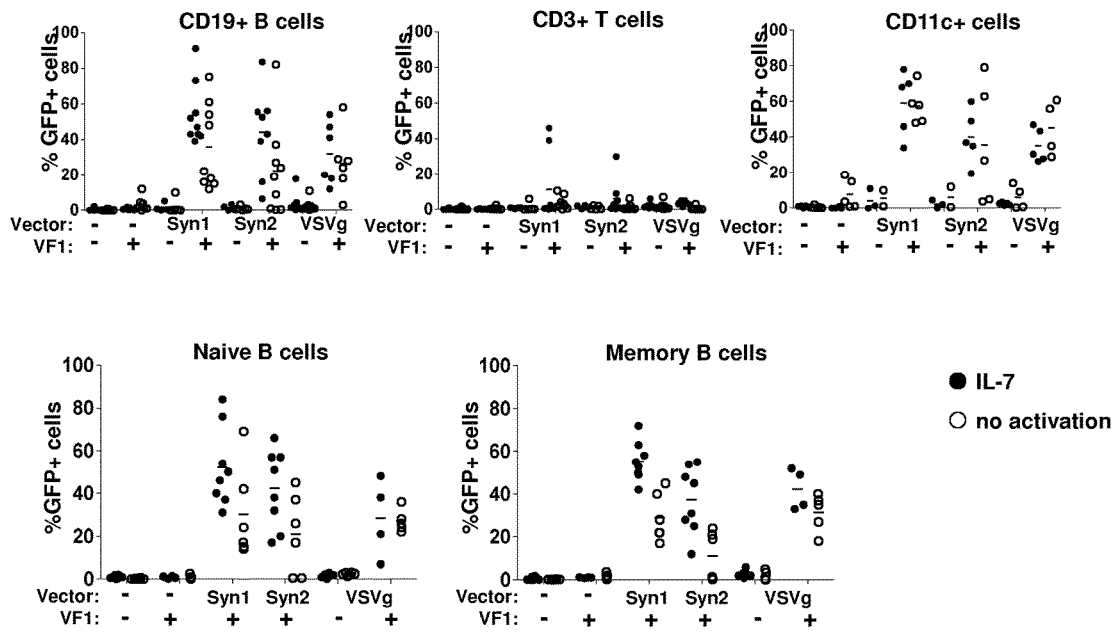 CD19+ B cells
CD3+ T cells
CD11c+ cells
% GFP+ cells
100
80
60
40
20
0
% GFP+ cells
100
80
60
40
20
0
% GFP+ cells
100
80
60
40
20
0
Vector: - - Syn1 Syn2 VSVg
VF1: - + - + - + - +
Vector: - - Syn1 Syn2 VSVg
VF1: - + - + - + - +
Vector: - - Syn1 Syn2 VSVg
VF1: - + - + - + - +
Naive B cells
Memory B cells
%GFP+ cells
100
80
60
40
20
0
%GFP+ cells
100
80
60
40
20
0
IL-7
no activation
Vector: - - Syn1 Syn2 VSVg
VF1: - + + + - +
Vector: - - Syn1 Syn2 VSVg
VF1: - + + + - +